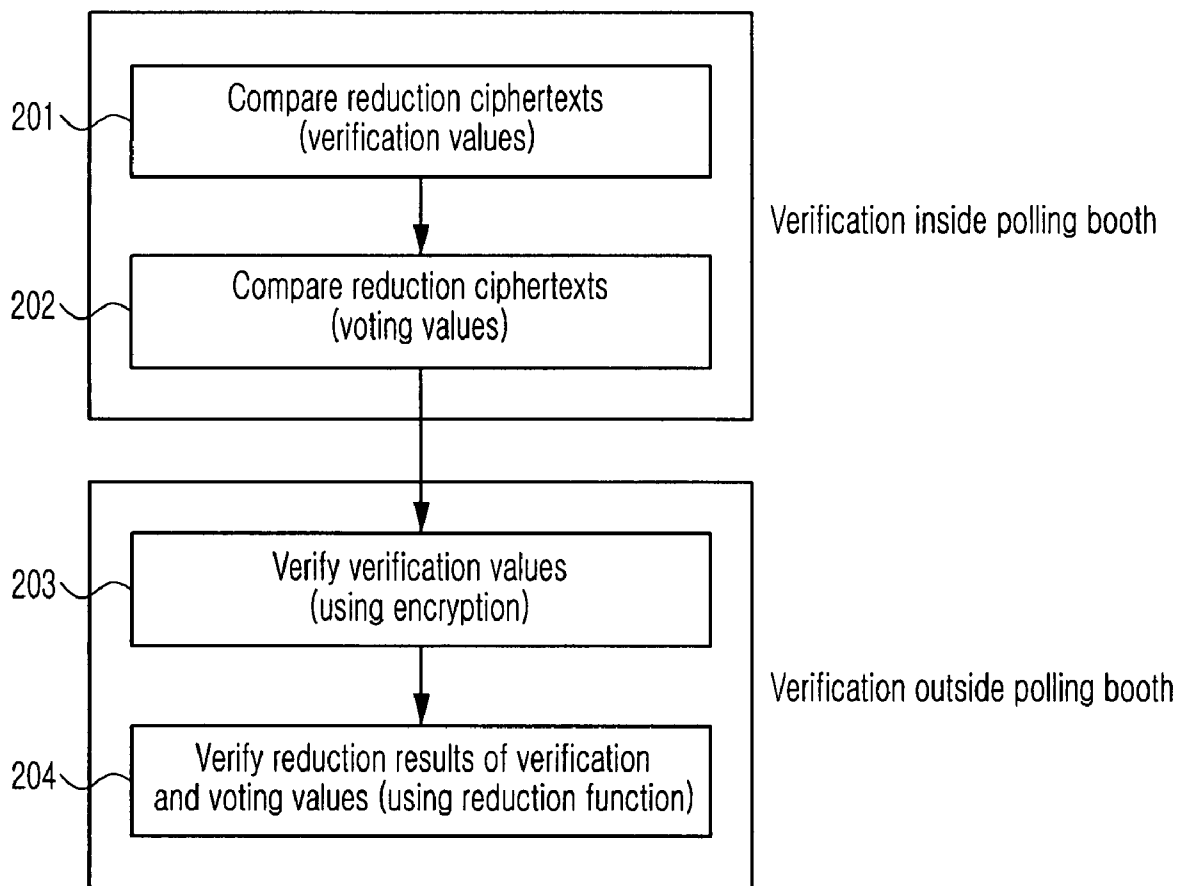 201
Compare reduction ciphertexts
(verification values)
Verification inside polling booth
202
Compare reduction ciphertexts
(voting values)
203
Verify verification values
(using encryption)
Verification outside polling booth
204
Verify reduction results of verification
and voting values (using reduction function)